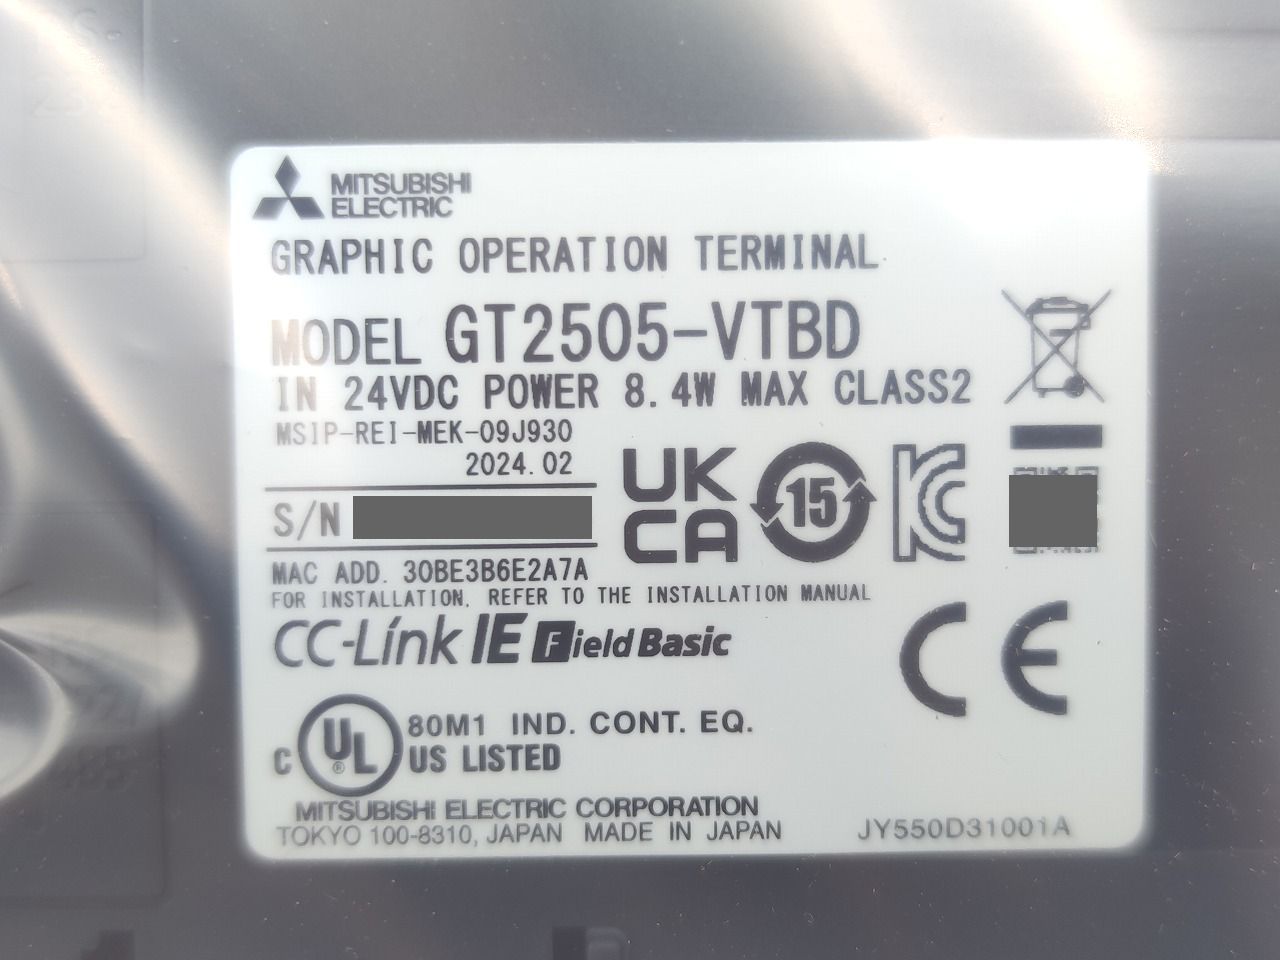 MITSUBISHI
ELECTRIC
GRAPHIC OPERATION TERMINAL
MODEL GT2505-VTBD
IN 24VDC POWER 8.4W MAX CLASS2
MSIP-REI-MEK-09J930
2024.02
S/N
UK
CA
15
MAC ADD. 30BE3B6E2A7A
FOR INSTALLATION, REFER TO THE INSTALLATION MANUAL
CC-Link IE Field Basic
CE
C UL ® US LISTED
80M1 IND. CONT. EQ.
MITSUBISHI ELECTRIC CORPORATION
TOKYO 100-8310, JAPAN MADE IN JAPAN
JY550D31001A